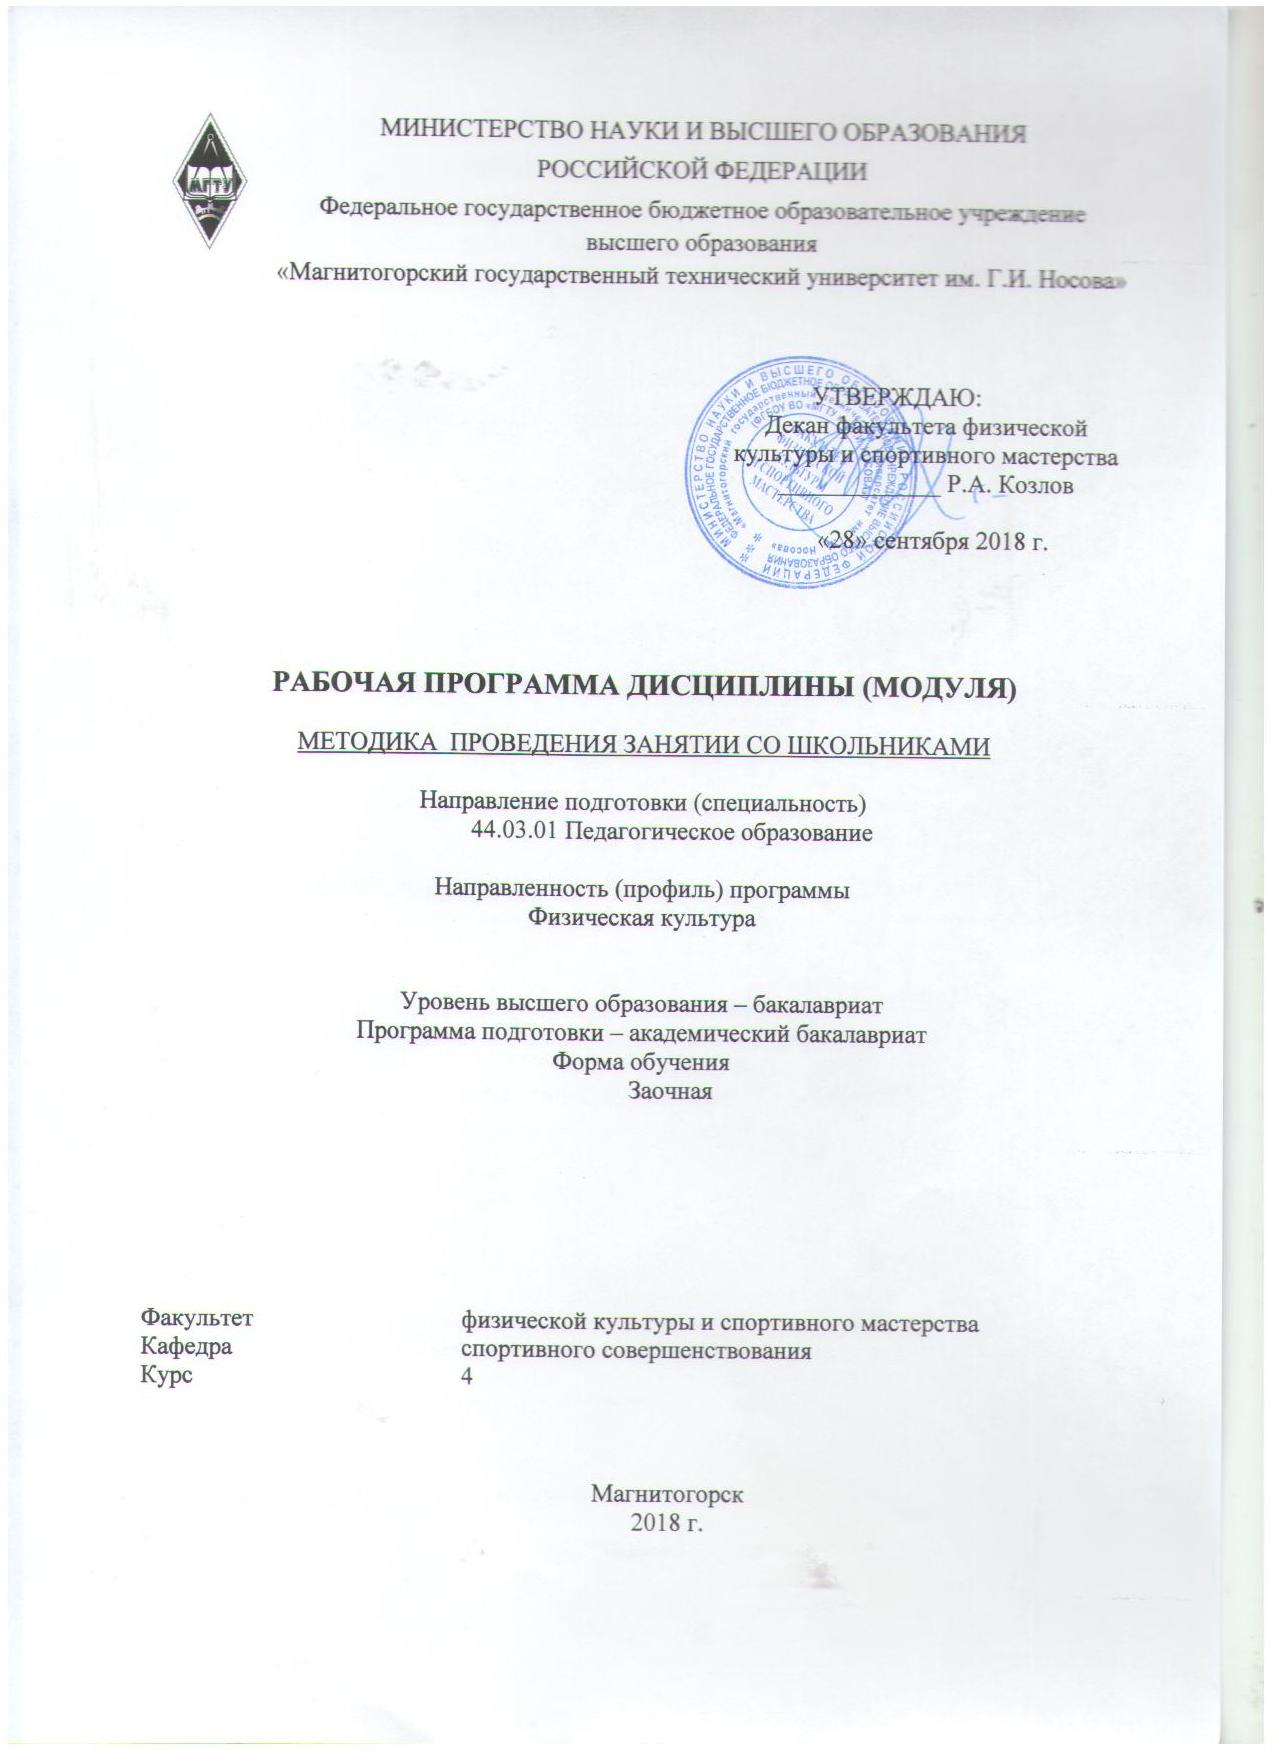 МГТУ
МИНИСТЕРСТВО НАУКИ И ВЫСШЕГО ОБРАЗОВАНИЯ
РОССИЙСКОЙ ФЕДЕРАЦИИ
Федеральное государственное бюджетное образовательное учреждение
высшего образования
«Магнитогорский государственный технический университет им. Г.И. Носова»
УТВЕРЖДАЮ:
Декан факультета физической
культуры и спортивного мастерства
Р.А. Козлов
«28» сентября 2018 г.
РАБОЧАЯ ПРОГРАММА ДИСЦИПЛИНЫ (МОДУЛЯ)
МЕТОДИКА ПРОВЕДЕНИЯ ЗАНЯТИИ СО ШКОЛЬНИКАМИ
Направление подготовки (специальность)
44.03.01 Педагогическое образование
Направленность (профиль) программы
Физическая культура
Уровень высшего образования – бакалавриат
Программа подготовки – академический бакалавриат
Форма обучения
Заочная
Факультет физической культуры и спортивного мастерства
Кафедра спортивного совершенствования
Курс 4
Магнитогорск
2018 г.